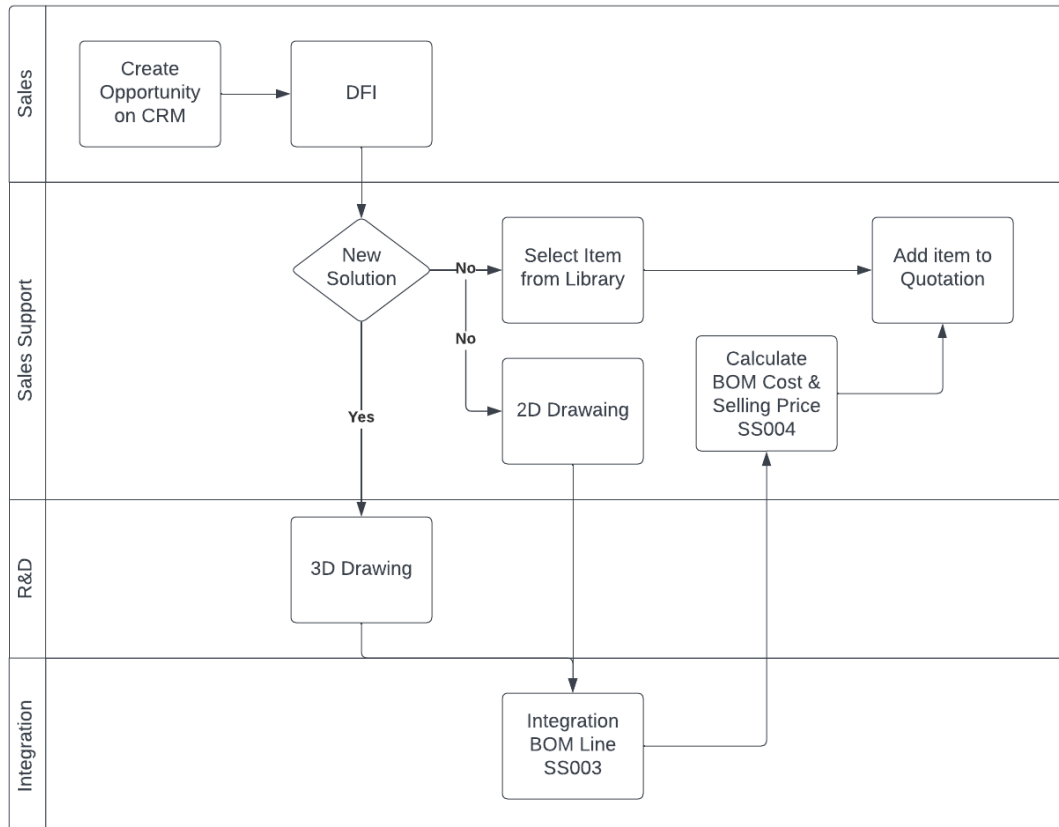 Sales
Create
Opportunity
on CRM
DFI
Sales Support
New
Solution
No
No
Yes
Select Item
from Library
Add item to
Quotation
2D Drawaing
Calculate
BOM Cost &
Selling Price
SS004
R&D
3D Drawing
Integration
Integration
BOM Line
SS003